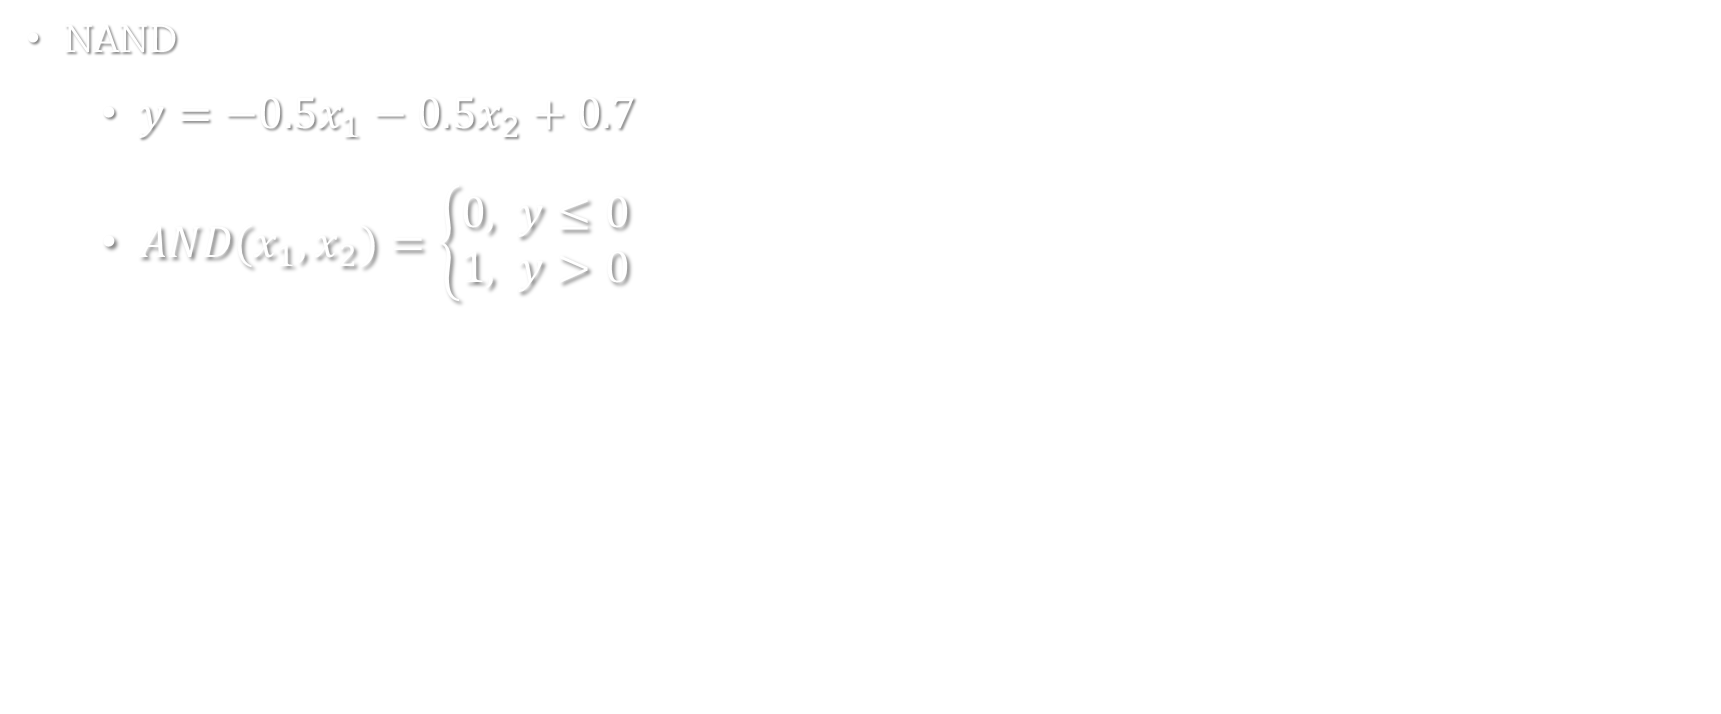 • NAND
• y = −0.5x₁ − 0.5x₂ + 0.7
• AND(x₁, x₂) = {0, y ≤ 0
1, y > 0